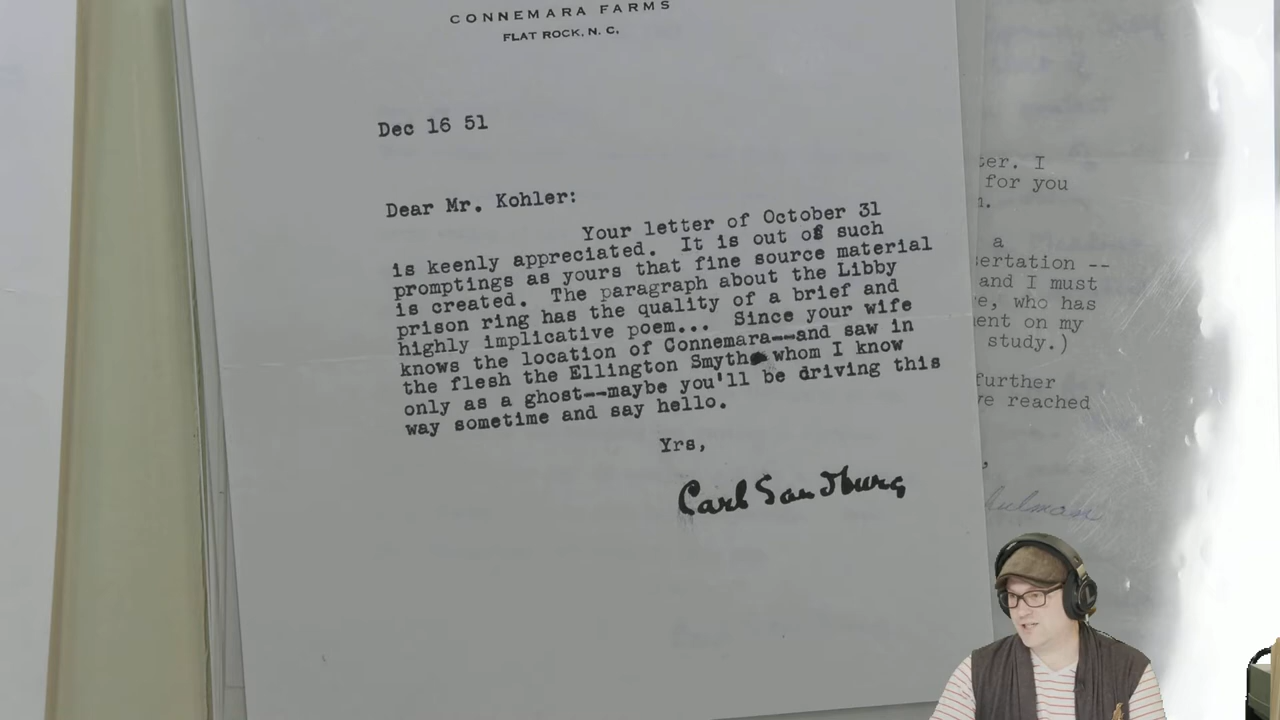 CONNEMARA FARMS
FLAT ROCK, N. C.
Dec 16 51
Dear Mr. Kohler:
Your letter of October 31
is keenly appreciated. It is out of such
promptings as yours that fine source material
is created. The paragraph about the Libby
prison ring has the quality of a brief and
highly implicative poem... Since your wife
knows the location of Connemara--and saw in
the flesh the Ellington Smythe whom I know
only as a ghost--maybe you'll be driving this
way sometime and say hello.
Yrs,
Carl Sandburg
ter. I
for you
a
sertation --
and I must
e, who has
ent on my
study.)
further
ve reached